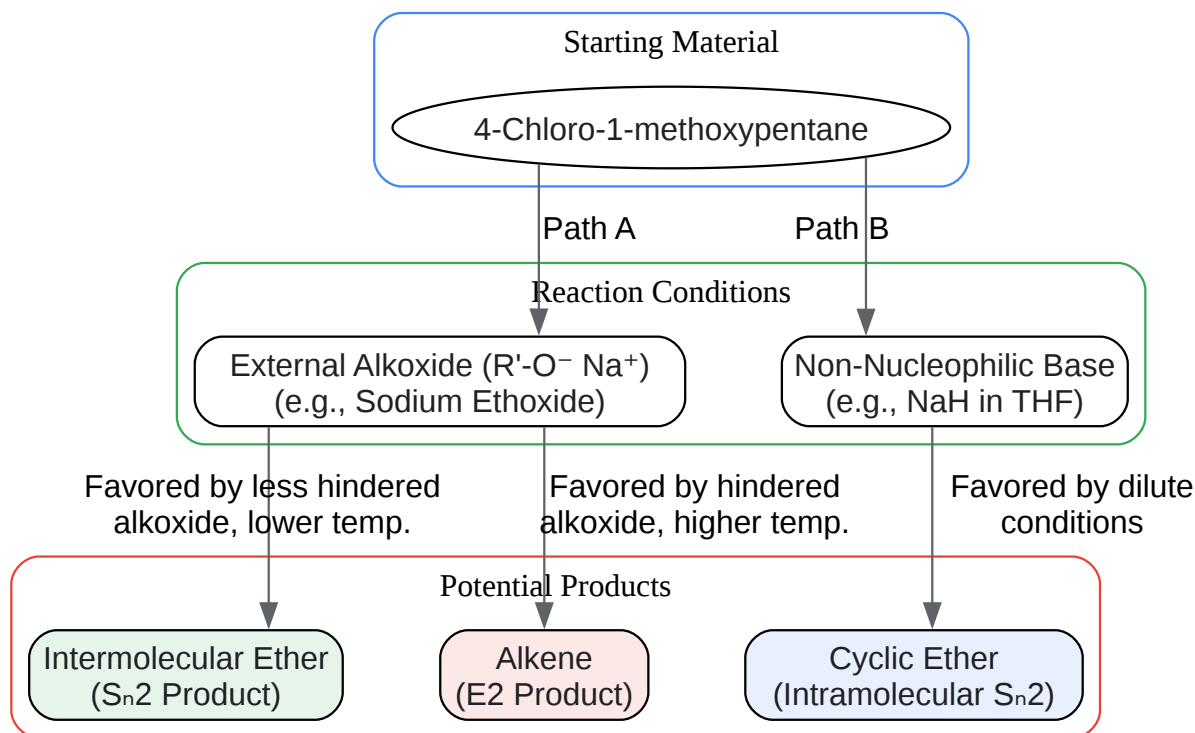 Starting Material
4-Chloro-1-methoxypentane
Path A
Path B
Reaction Conditions
External Alkoxide (R'-O⁻ Na⁺)
(e.g., Sodium Ethoxide)
Non-Nucleophilic Base
(e.g., NaH in THF)
Favored by less hindered
alkoxide, lower temp.
Favored by hindered
alkoxide, higher temp.
Favored by dilute
conditions
Potential Products
Intermolecular Ether
(Sₙ2 Product)
Alkene
(E2 Product)
Cyclic Ether
(Intramolecular Sₙ2)